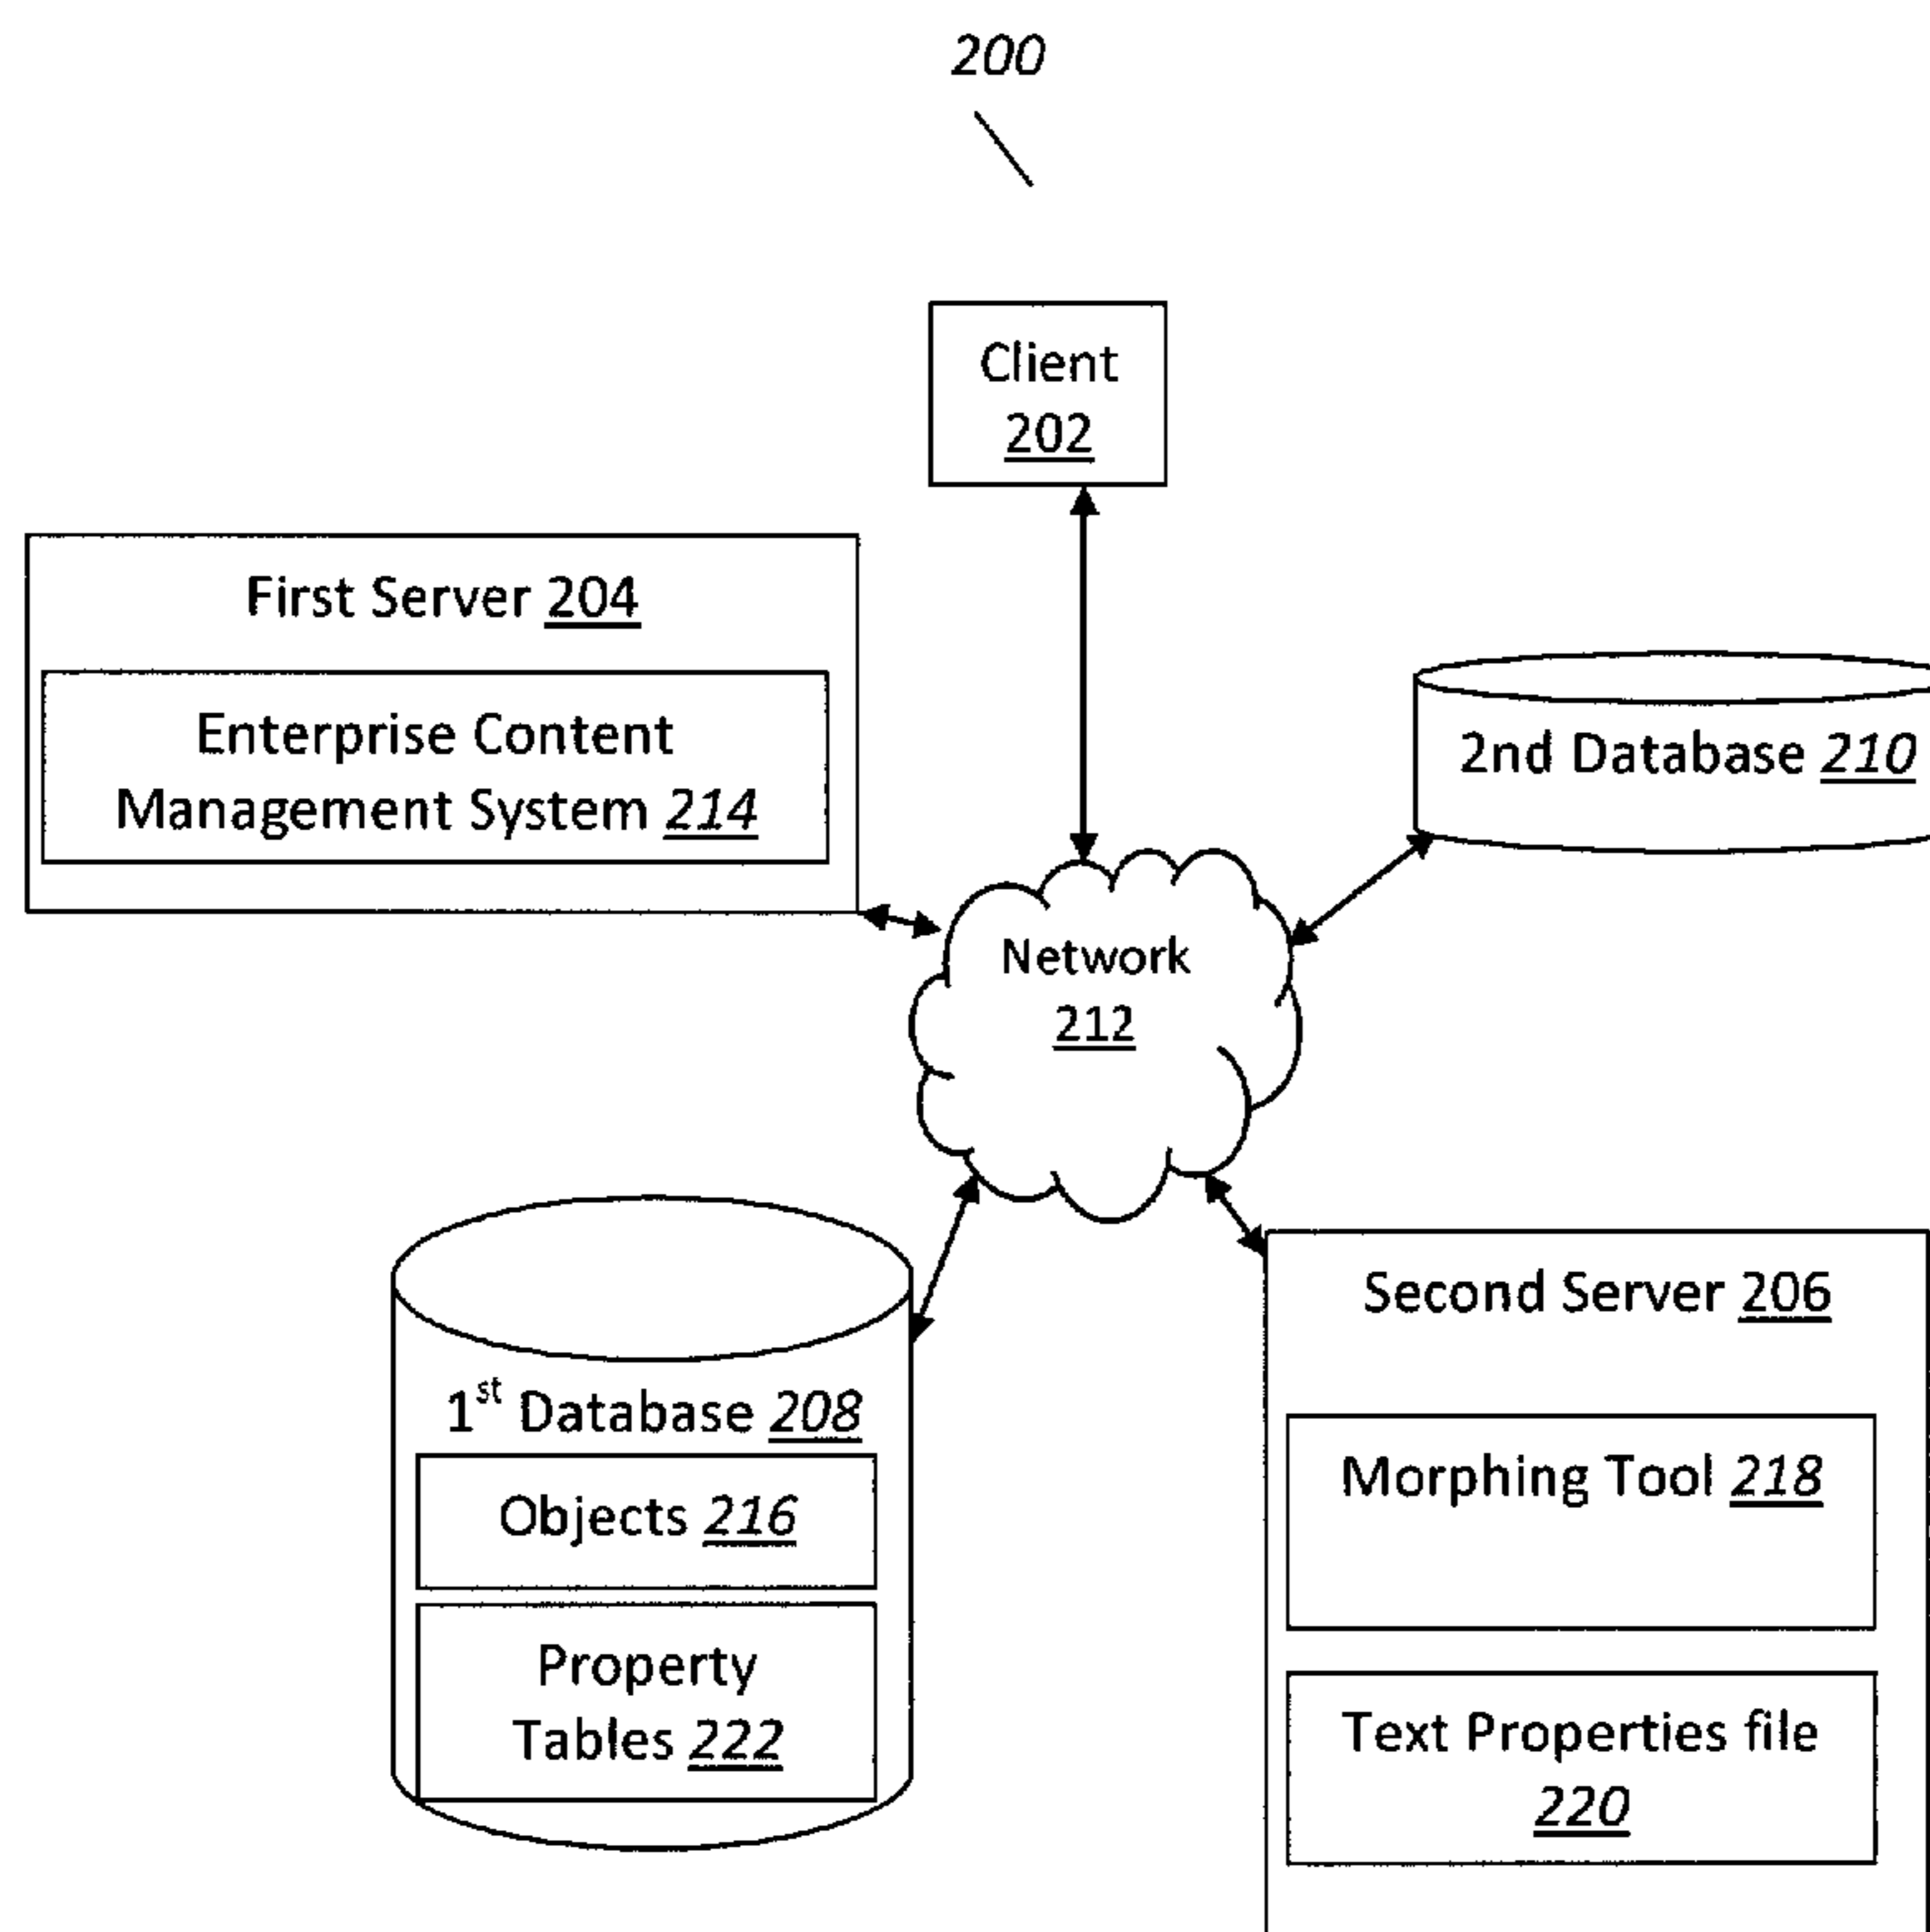 200
Client
202
First Server 204
Enterprise Content
Management System 214
2nd Database 210
Network
212
1st Database 208
Objects 216
Property
Tables 222
Second Server 206
Morphing Tool 218
Text Properties file
220